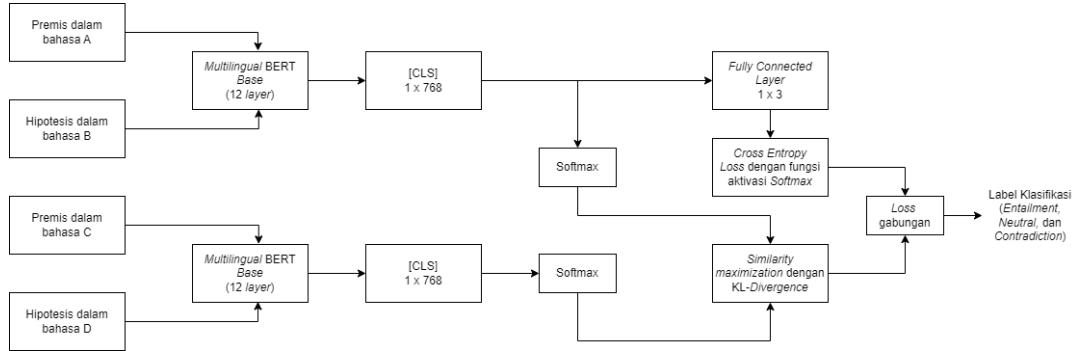 Premis dalam
bahasa A
Hipotesis dalam
bahasa B
Multilingual BERT
Base
(12 layer)
[CLS]
1 x 768
Fully Connected
Layer
1 x 3
Softmax
Cross Entropy
Loss dengan fungsi
aktivasi Softmax
Premis dalam
bahasa C
Hipotesis dalam
bahasa D
Multilingual BERT
Base
(12 layer)
[CLS]
1 x 768
Softmax
Similarity
maximization dengan
KL-Divergence
Loss
gabungan
Label Klasifikasi
(Entailment,
Neutral, dan
Contradiction)